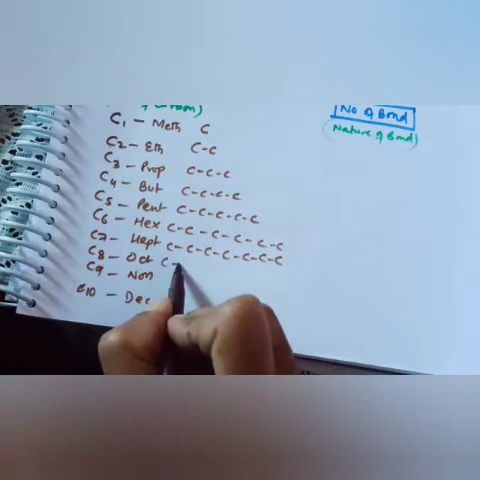 No of Bond
(Nature of Bond)
C1 - Meth C
C2 - Eth C-C
C3 - Prop C-C-C
C4 - But C-C-C-C
C5 - Pent C-C-C-C-C
C6 - Hex C-C-C-C-C-C
C7 - Hept C-C-C-C-C-C-C
C8 - Oct C-
C9 - Non
C10 - Dec